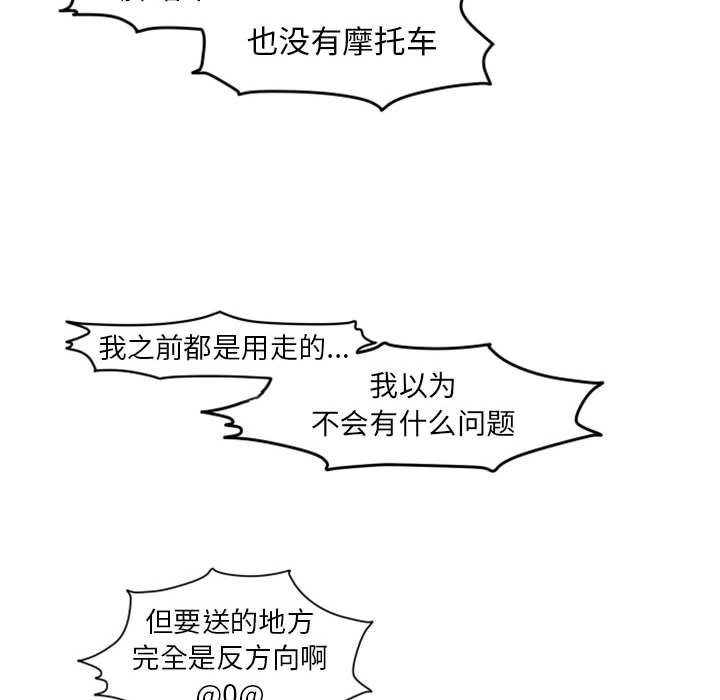 也没有摩托车
我之前都是用走的...
我以为
不会有什么问题
但要送的地方
完全是反方向啊
@0@